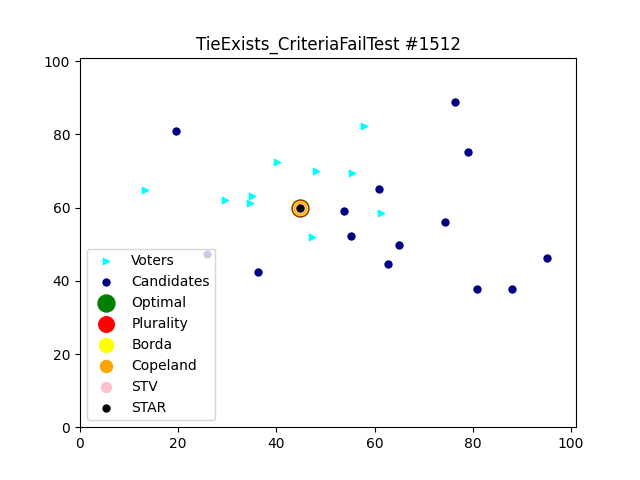 TieExists_CriteriaFailTest #1512
100
80
60
40
20
0
Voters
Candidates
Optimal
Plurality
Borda
Copeland
STV
STAR
0 20 40 60 80 100